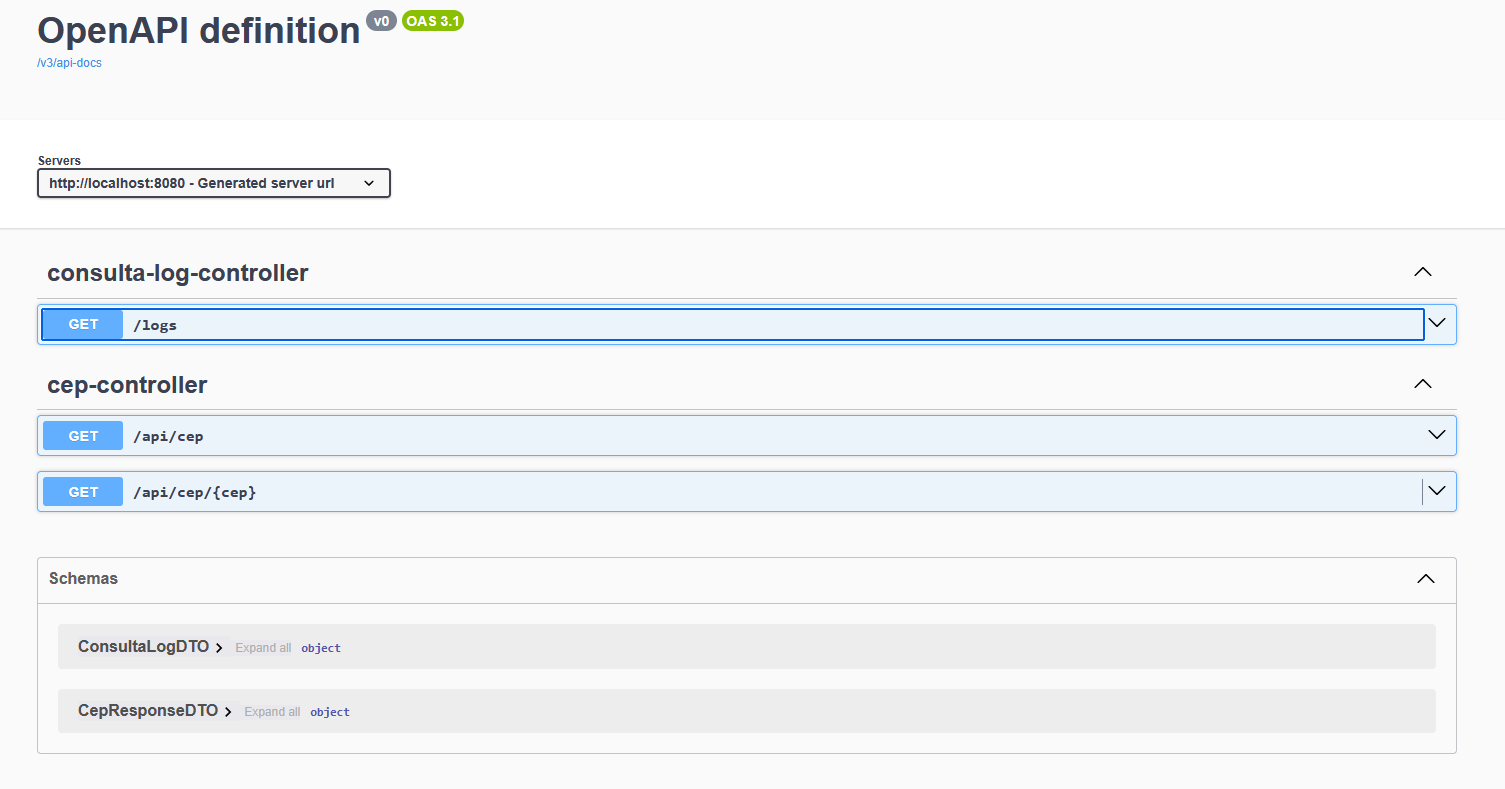 OpenAPI definition v0 OAS 3.1
/v3/api-docs
Servers
http://localhost:8080 - Generated server url
consulta-log-controller
GET /logs
cep-controller
GET /api/cep
GET /api/cep/{cep}
Schemas
ConsultaLogDTO Expand all object
CepResponseDTO Expand all object